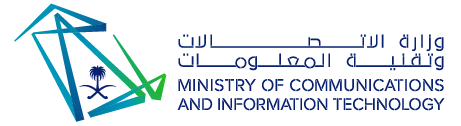 وزارة الاتصالات
وتقنية المعلومات
MINISTRY OF COMMUNICATIONS
AND INFORMATION TECHNOLOGY